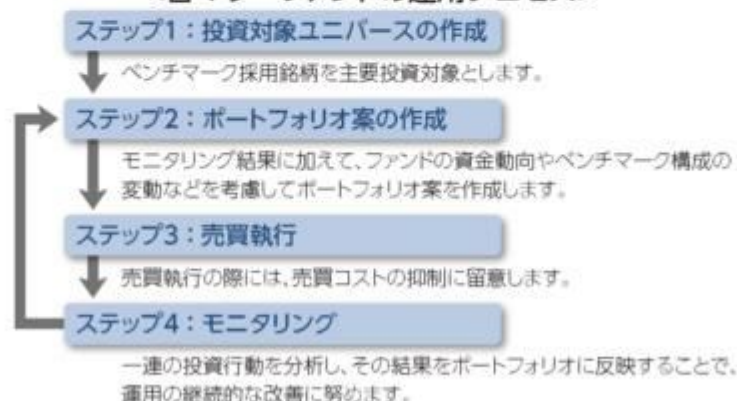 ステップ1：投資対象ユニバースの作成
ベンチマーク採用銘柄を主要投資対象とします。
ステップ2：ポートフォリオ案の作成
モニタリング結果に加えて、ファンドの資金動向やベンチマーク構成の
変動などを考慮してポートフォリオ案を作成します。
ステップ3：売買執行
売買執行の際には、売買コストの抑制に留意します。
ステップ4：モニタリング
一連の投資行動を分析し、その結果をポートフォリオに反映することで、
運用の継続的な改善に努めます。